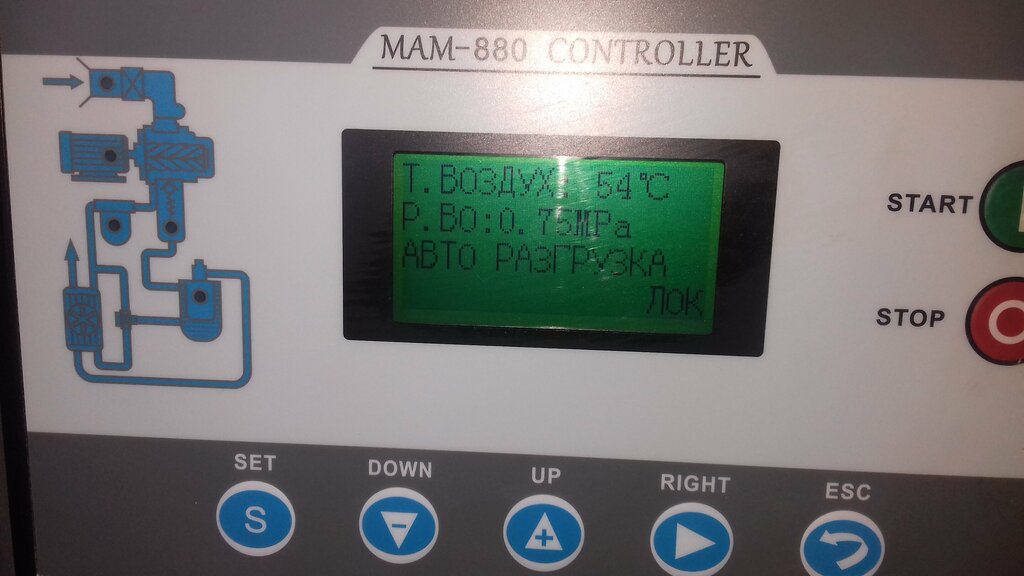 MAM-880 CONTROLLER
Т.ВОЗДУХ: 54℃
Р.ВО:0.75MPa
АВТО РАЗГРУЗКА
ЛОК
START
STOP
SET
DOWN
UP
RIGHT
ESC
S